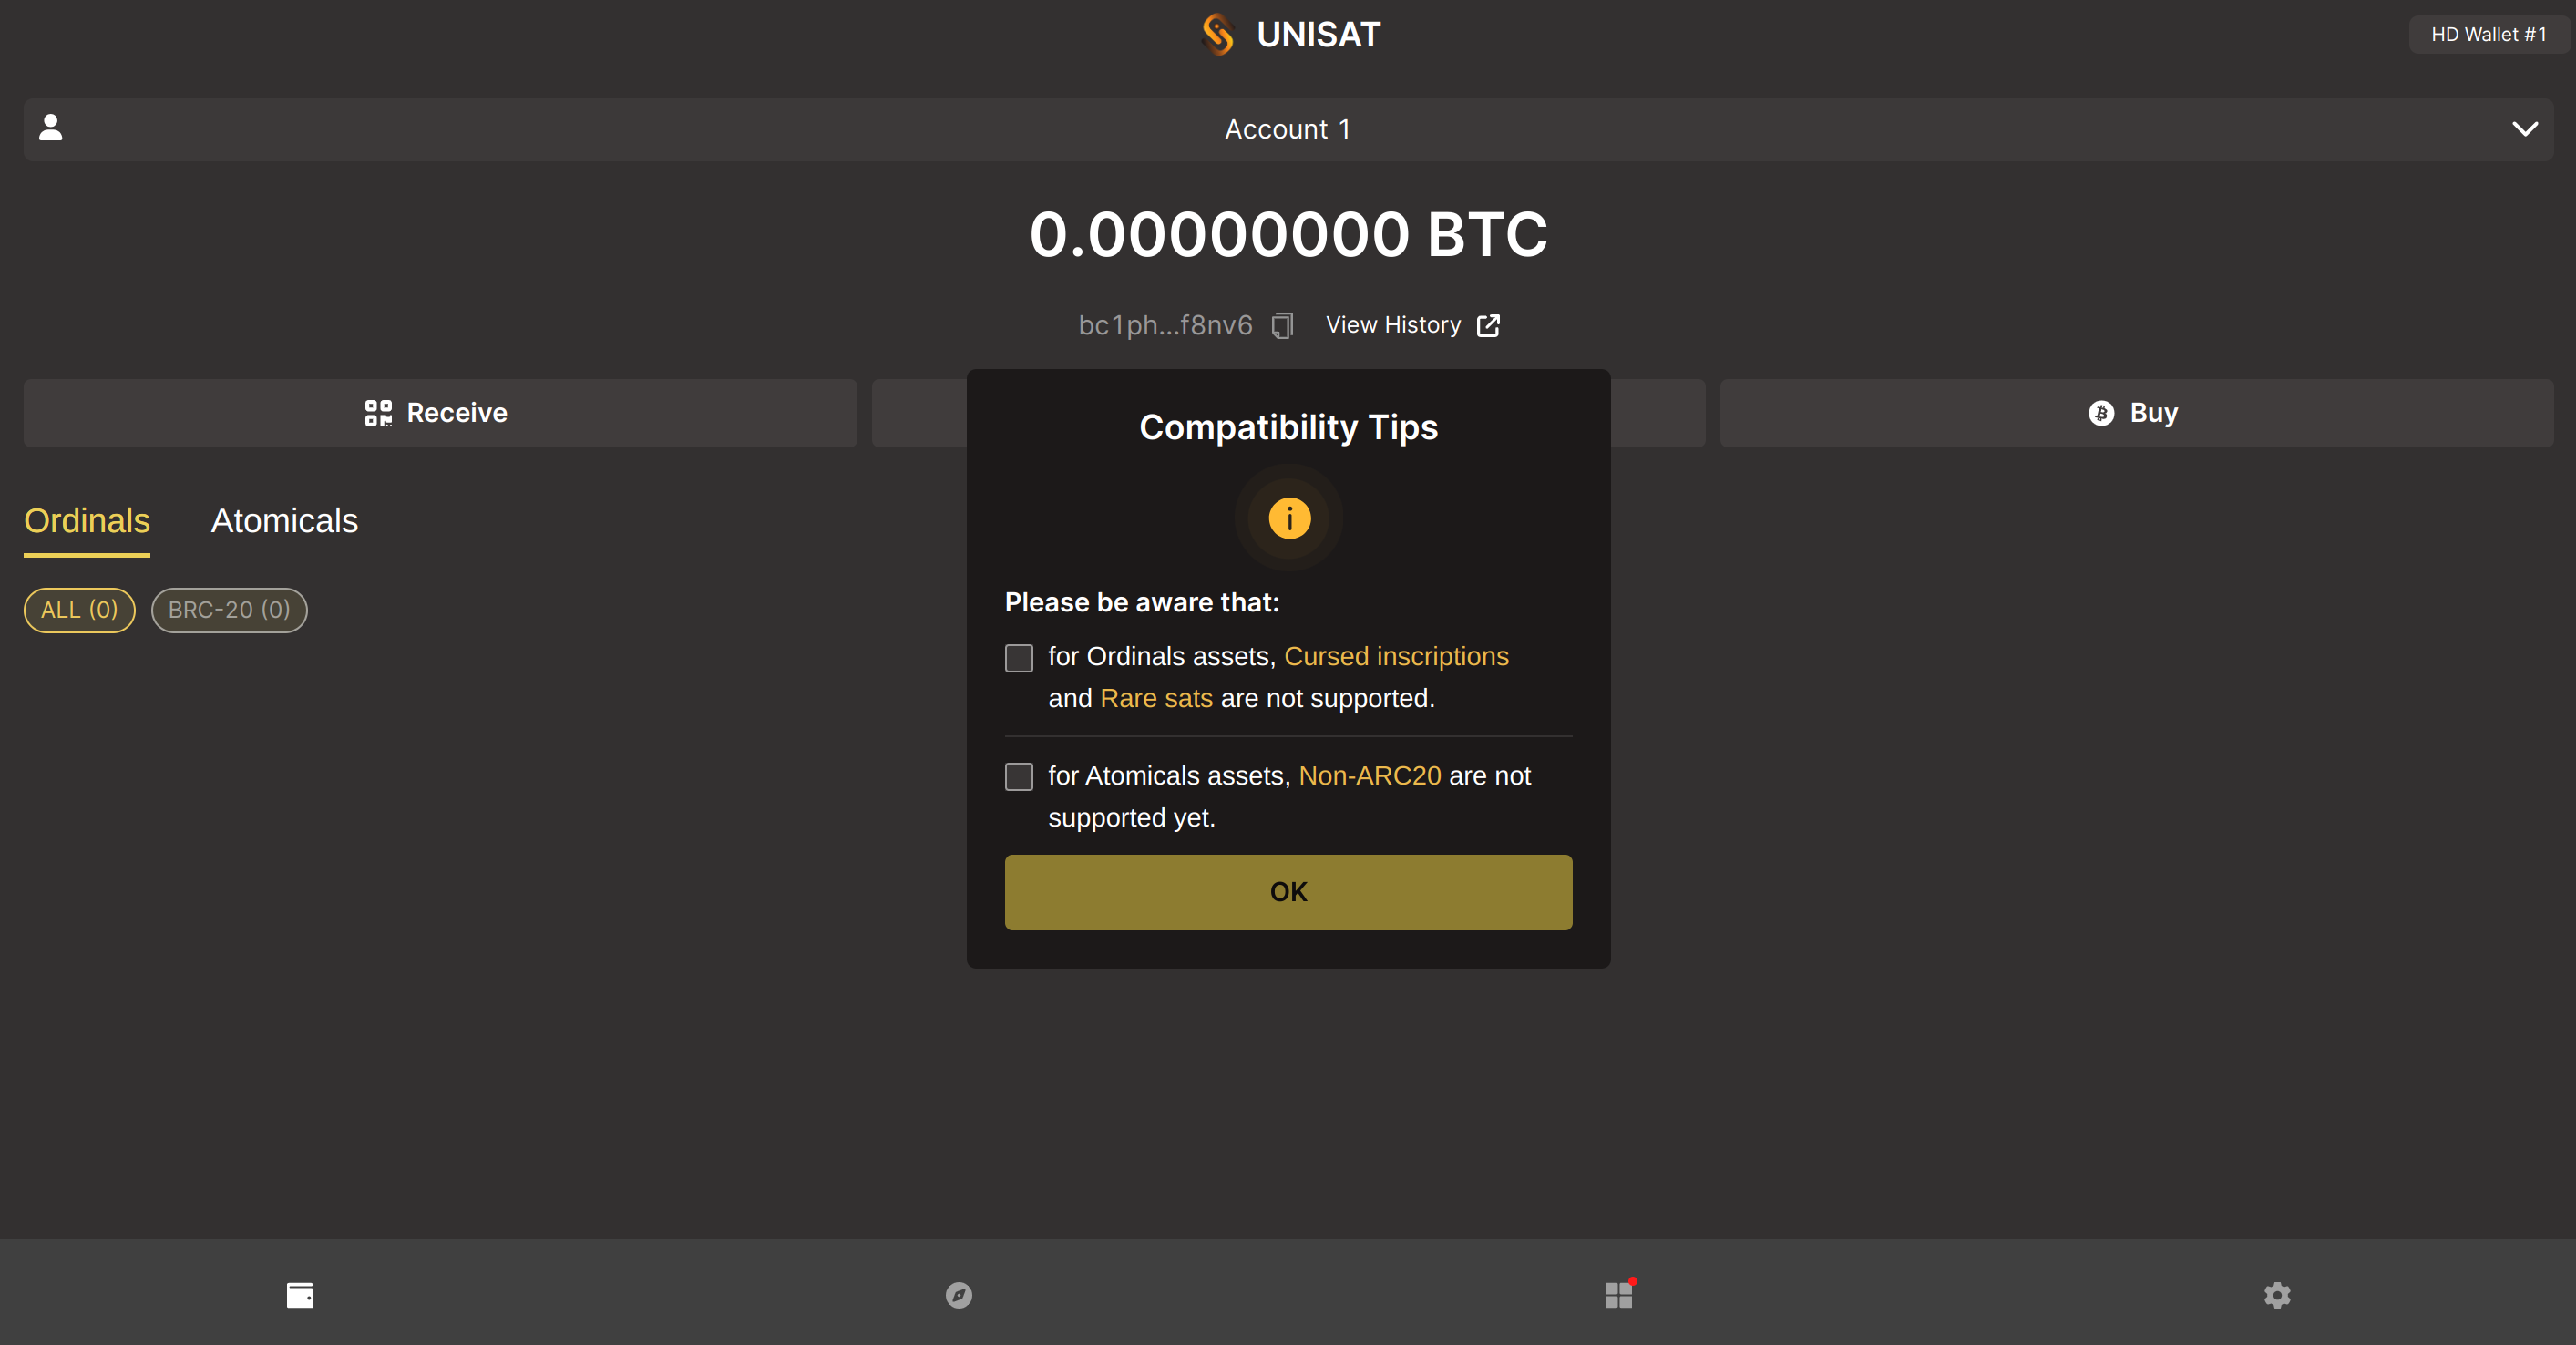 UNISAT
HD Wallet #1
Account 1
0.00000000 BTC
bc1ph...f8nv6
View History
Receive
Buy
Ordinals
Atomicals
ALL (0)
BRC-20 (0)
Compatibility Tips
Please be aware that:
for Ordinals assets, Cursed inscriptions
and Rare sats are not supported.
for Atomicals assets, Non-ARC20 are not
supported yet.
OK